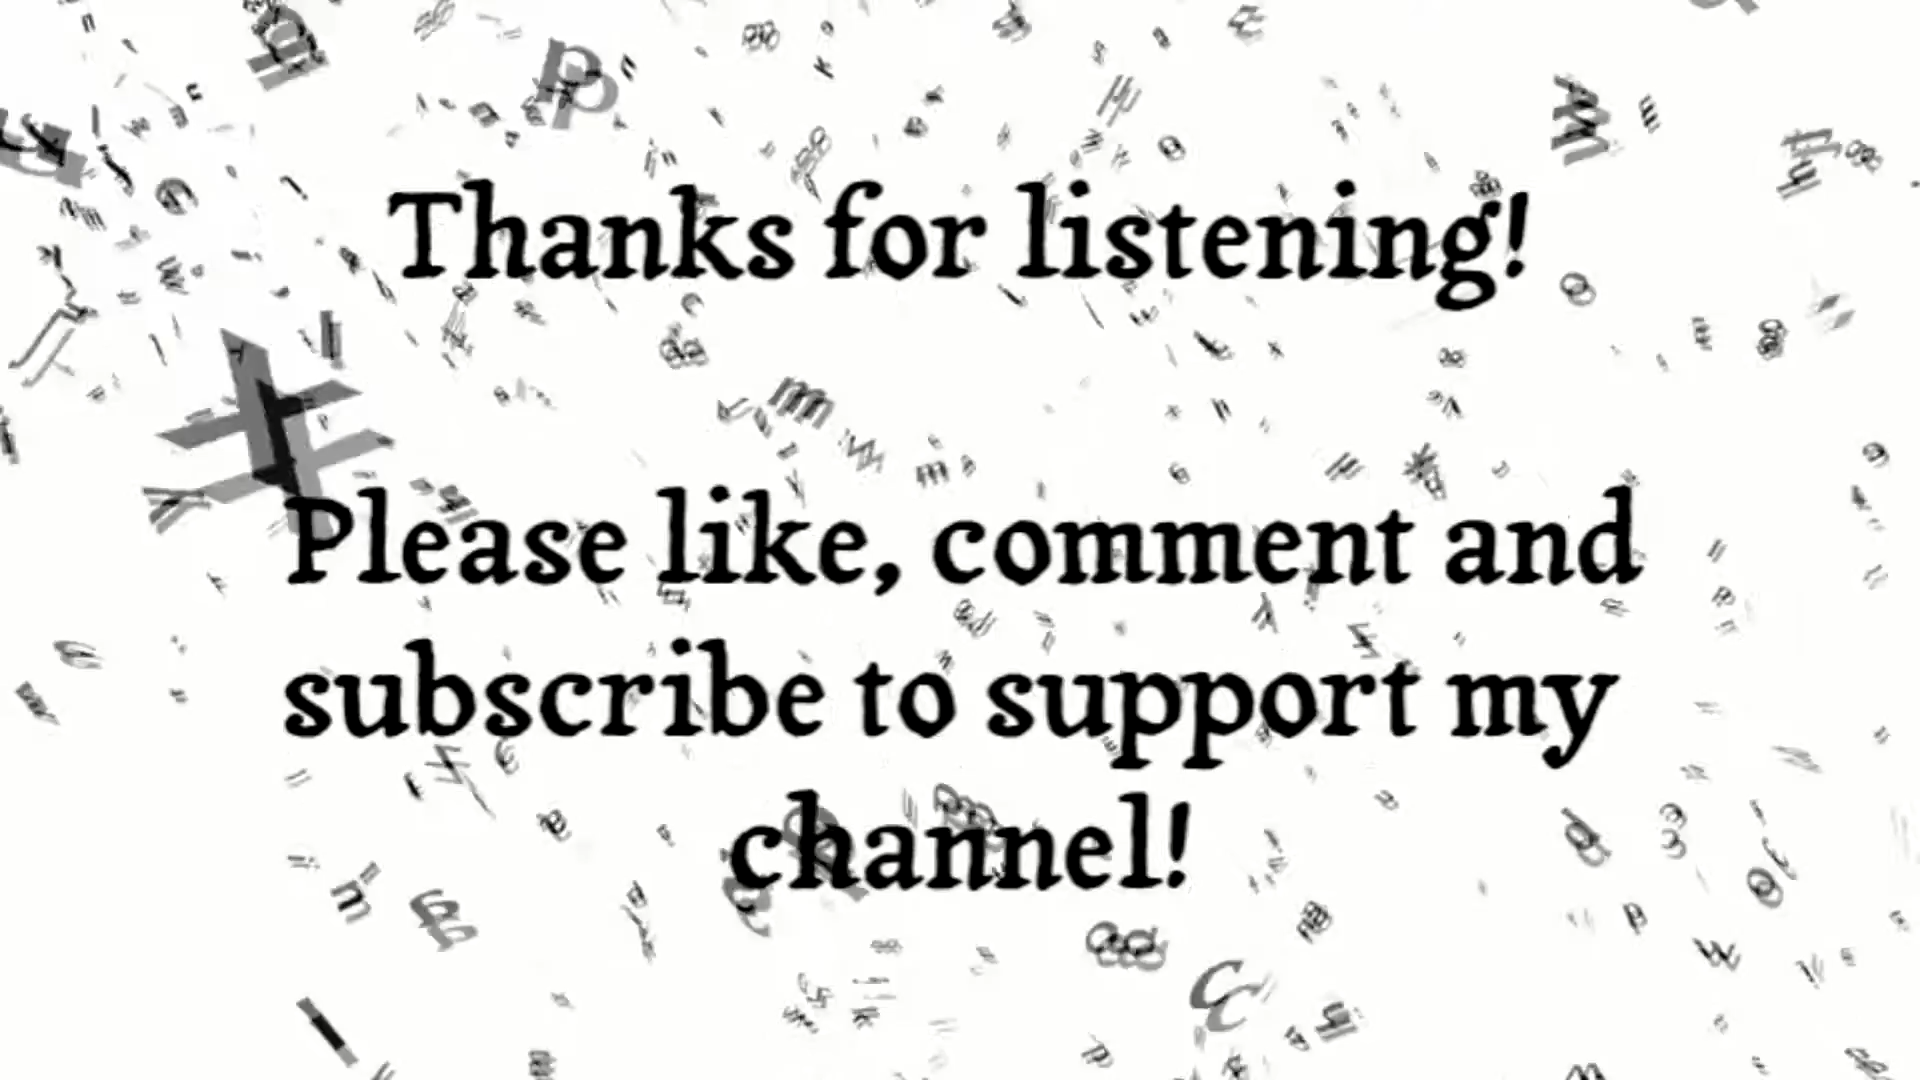 Thanks for listening!
Please like, comment and
subscribe to support my
channel!